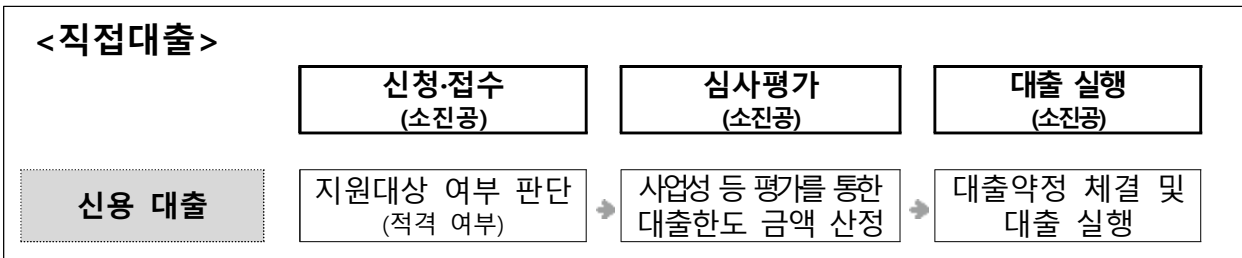 <직접대출>
신청·접수
(소진공)
심사평가
(소진공)
대출 실행
(소진공)
신용 대출
지원대상 여부 판단
(적격 여부)
사업성 등 평가를 통한
대출한도 금액 산정
대출약정 체결 및
대출 실행